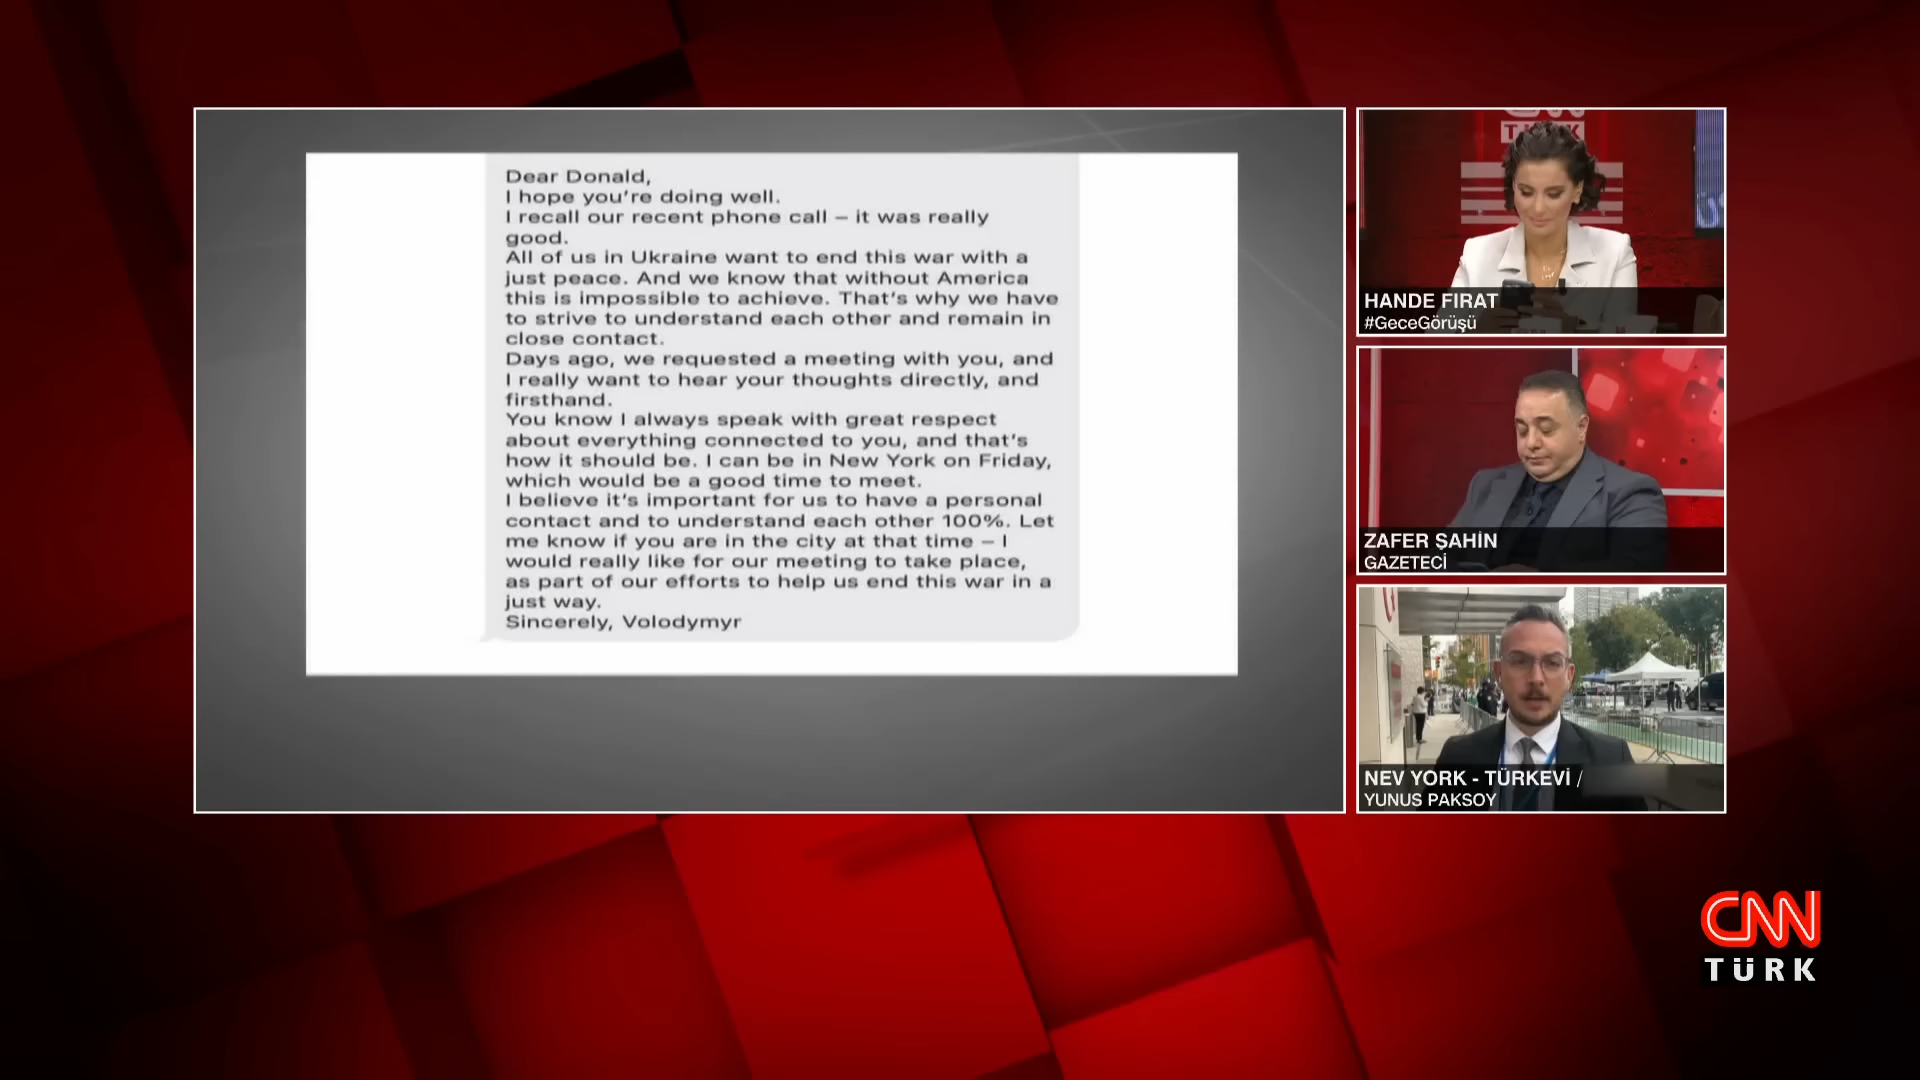 Dear Donald,
I hope you're doing well.
I recall our recent phone call – it was really
good.
All of us in Ukraine want to end this war with a
just peace. And we know that without America
this is impossible to achieve. That's why we have
to strive to understand each other and remain in
close contact.
Days ago, we requested a meeting with you, and
I really want to hear your thoughts directly, and
firsthand.
You know I always speak with great respect
about everything connected to you, and that's
how it should be. I can be in New York on Friday,
which would be a good time to meet.
I believe it's important for us to have a personal
contact and to understand each other 100%. Let
me know if you are in the city at that time – I
would really like for our meeting to take place,
as part of our efforts to help us end this war in a
just way.
Sincerely, Volodymyr
HANDE FIRAT
#GeceGörüşü
ZAFER ŞAHİN
GAZETECİ
NEV YORK - TÜRKEVİ /
YUNUS PAKSOY
CNN
TÜRK